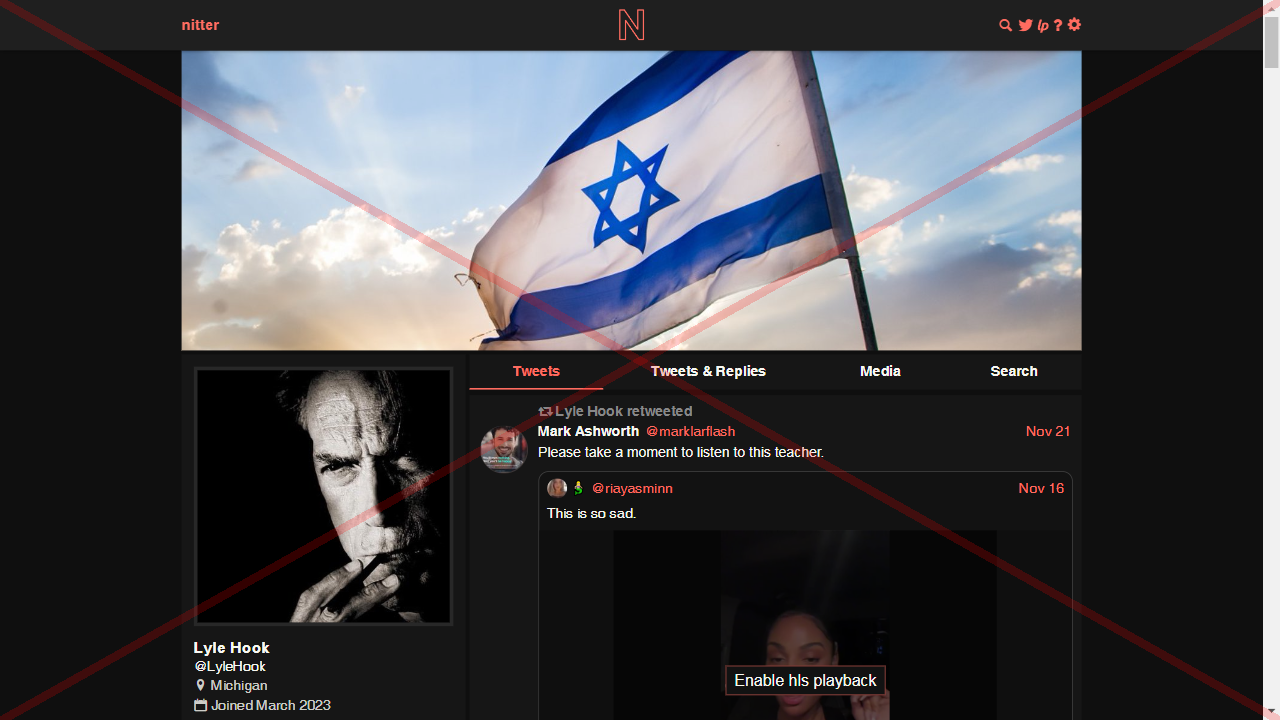 nitter
N
lp ?
Tweets
Tweets & Replies
Media
Search
Lyle Hook retweeted
Mark Ashworth @marklarflash Nov 21
Please take a moment to listen to this teacher.
@riayasminn Nov 16
This is so sad.
Enable hls playback
Lyle Hook
@LyleHook
Michigan
Joined March 2023